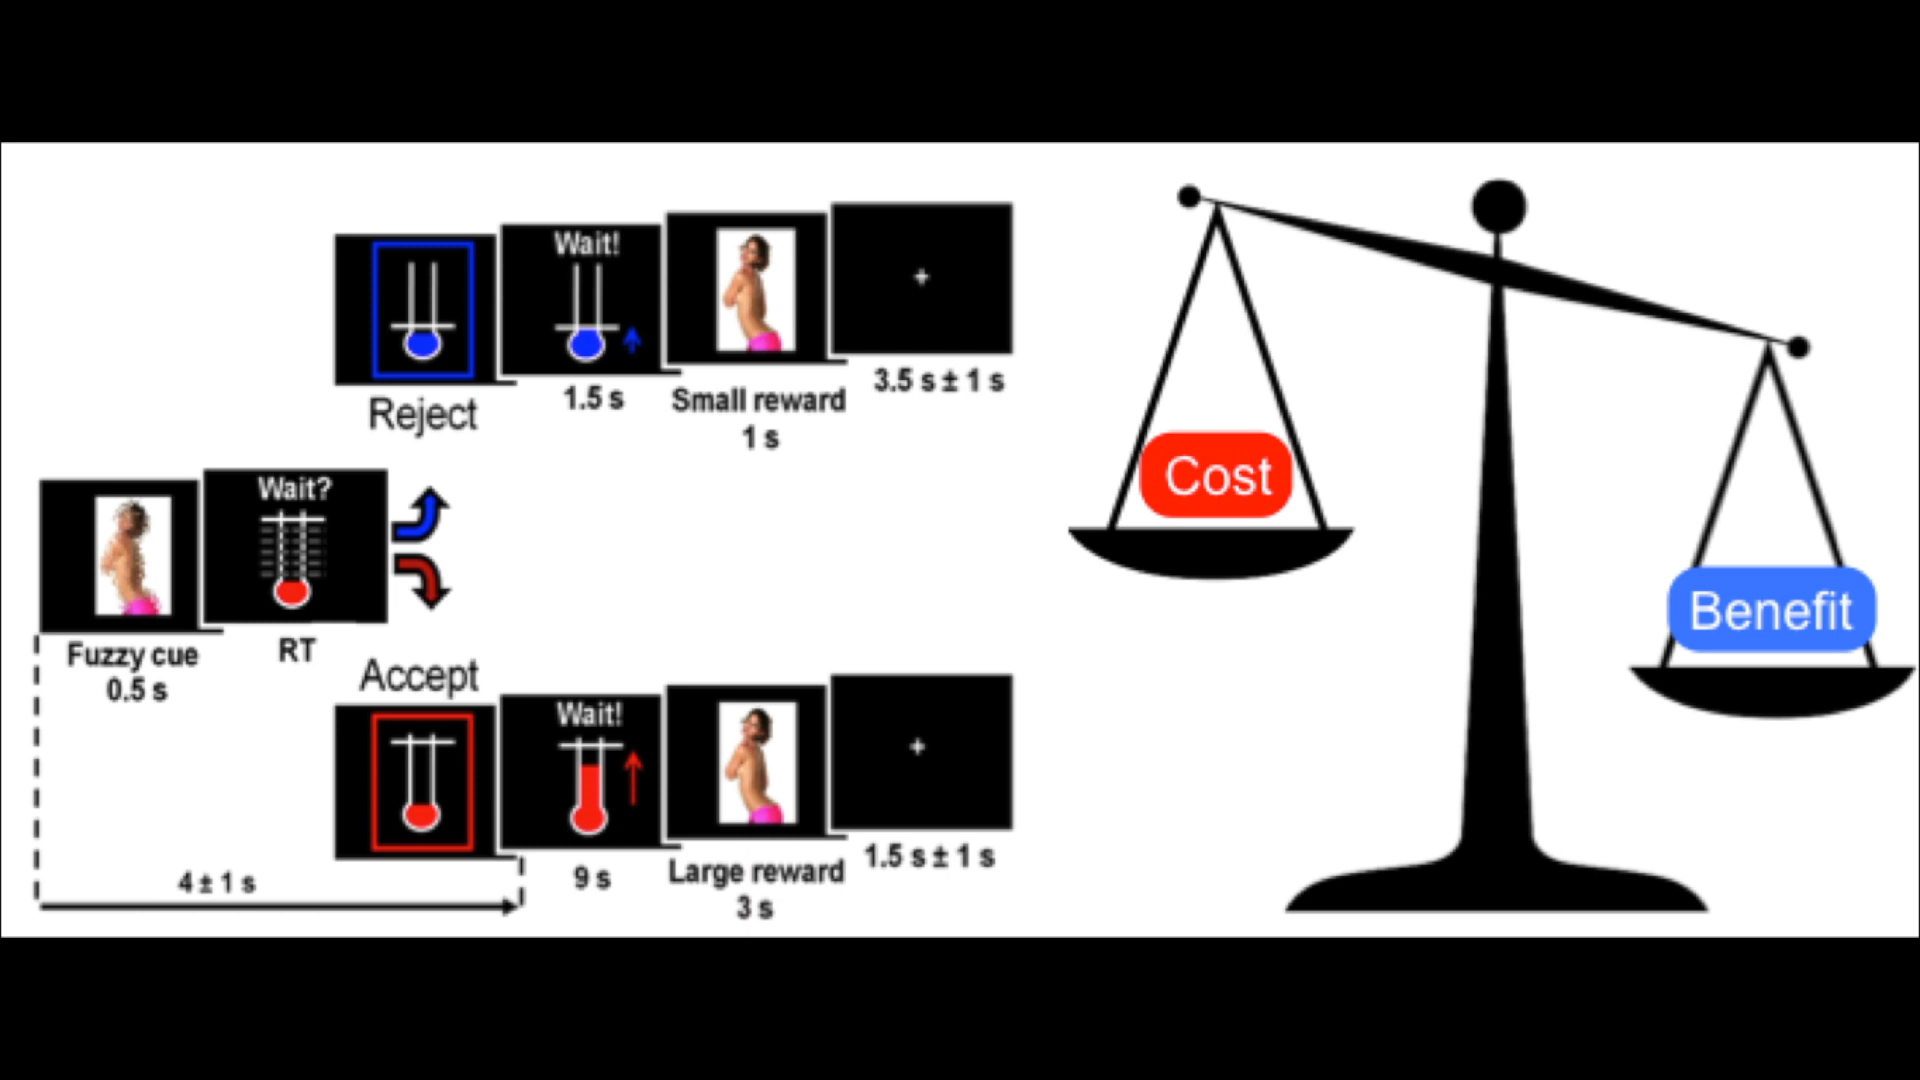 Wait!
Reject
1.5 s
Small reward
1 s
3.5 s ± 1 s
Fuzzy cue
0.5 s
Wait?
RT
Accept
Wait!
4 ± 1 s
9 s
Large reward
3 s
1.5 s ± 1 s
Cost
Benefit